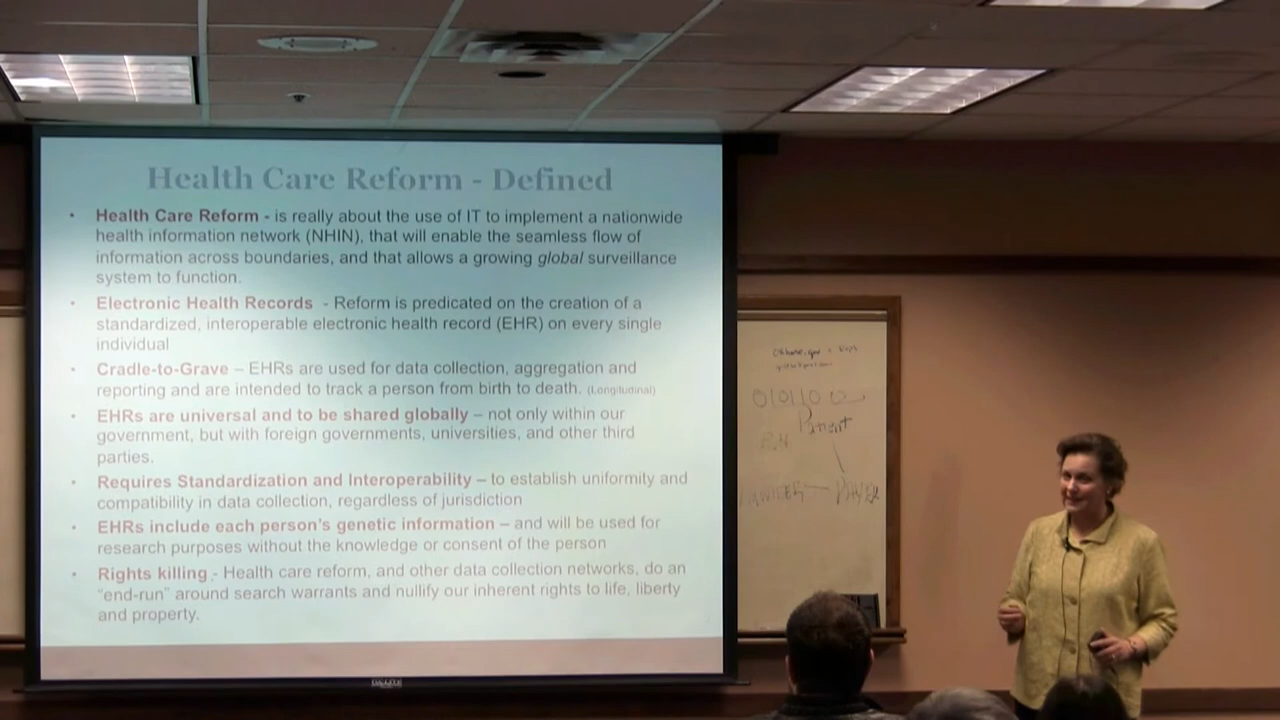 Health Care Reform - Defined
• Health Care Reform - is really about the use of IT to implement a nationwide
health information network (NHIN), that will enable the seamless flow of
information across boundaries, and that allows a growing global surveillance
system to function.
• Electronic Health Records - Reform is predicated on the creation of a
standardized, interoperable electronic health record (EHR) on every single
individual
• Cradle-to-Grave – EHRs are used for data collection, aggregation and
reporting and are intended to track a person from birth to death. (Longitudinal)
• EHRs are universal and to be shared globally – not only within our
government, but with foreign governments, universities, and other third
parties.
• Requires Standardization and Interoperability – to establish uniformity and
compatibility in data collection, regardless of jurisdiction
• EHRs include each person's genetic information – and will be used for
research purposes without the knowledge or consent of the person
• Rights killing - Health care reform, and other data collection networks, do an
"end-run" around search warrants and nullify our inherent rights to life, liberty
and property.
Patient